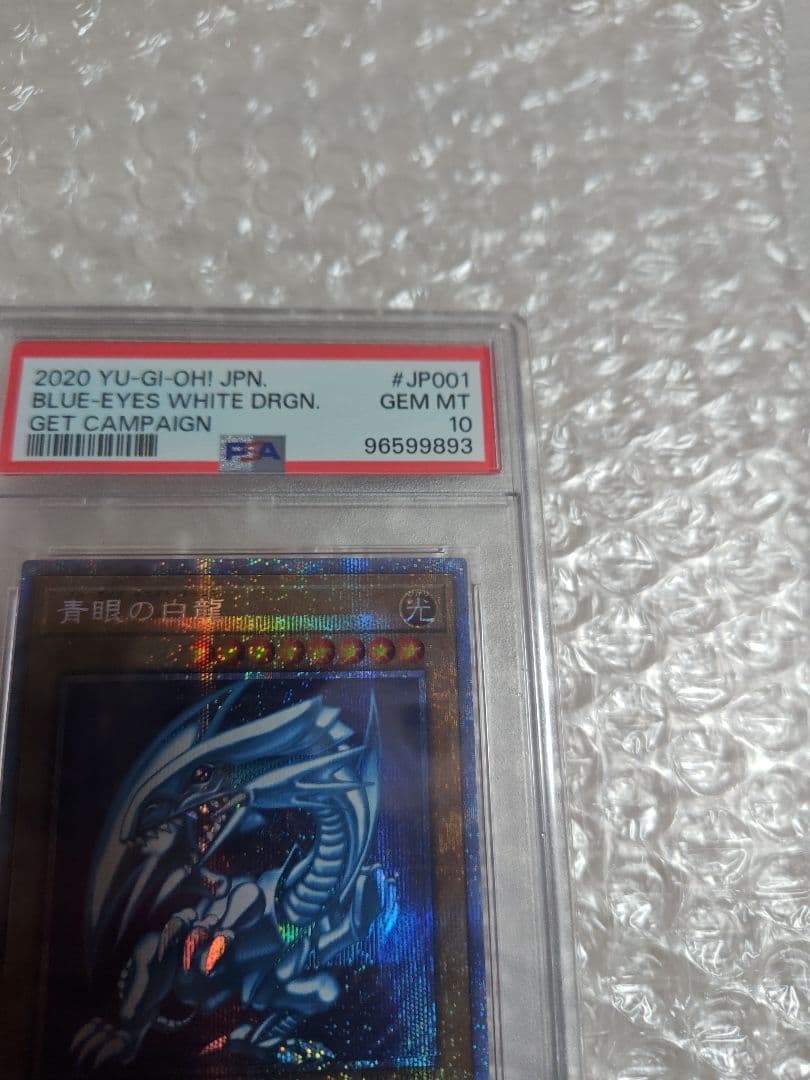 2020 YU-GI-OH! JPN. #JP001
BLUE-EYES WHITE DRGN. GEM MT
GET CAMPAIGN 10
PSA 96599893
青眼の白龍 光